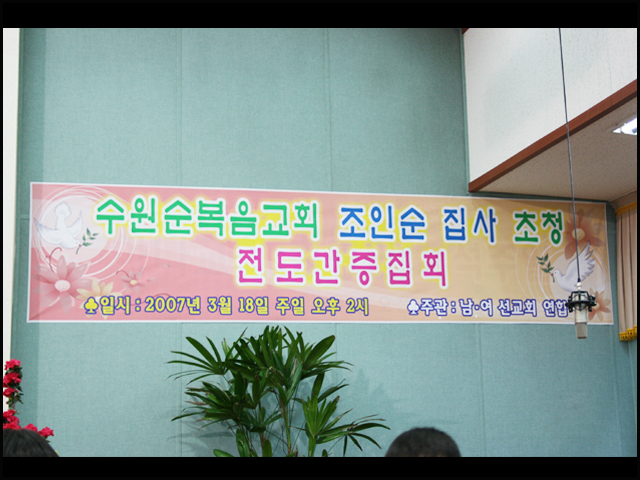 수원순복음교회 조인순 집사 초청
전도간증집회
♣일시 : 2007년 3월 18일 주일 오후 2시 ♣주관 : 남·여 선교회 연합